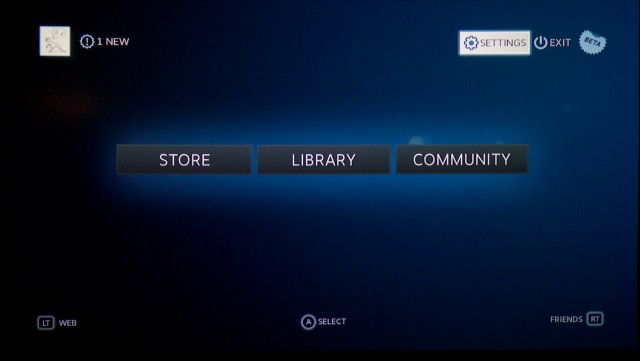 1 NEW
SETTINGS
EXIT
BETA
STORE
LIBRARY
COMMUNITY
LT WEB
A SELECT
FRIENDS RT